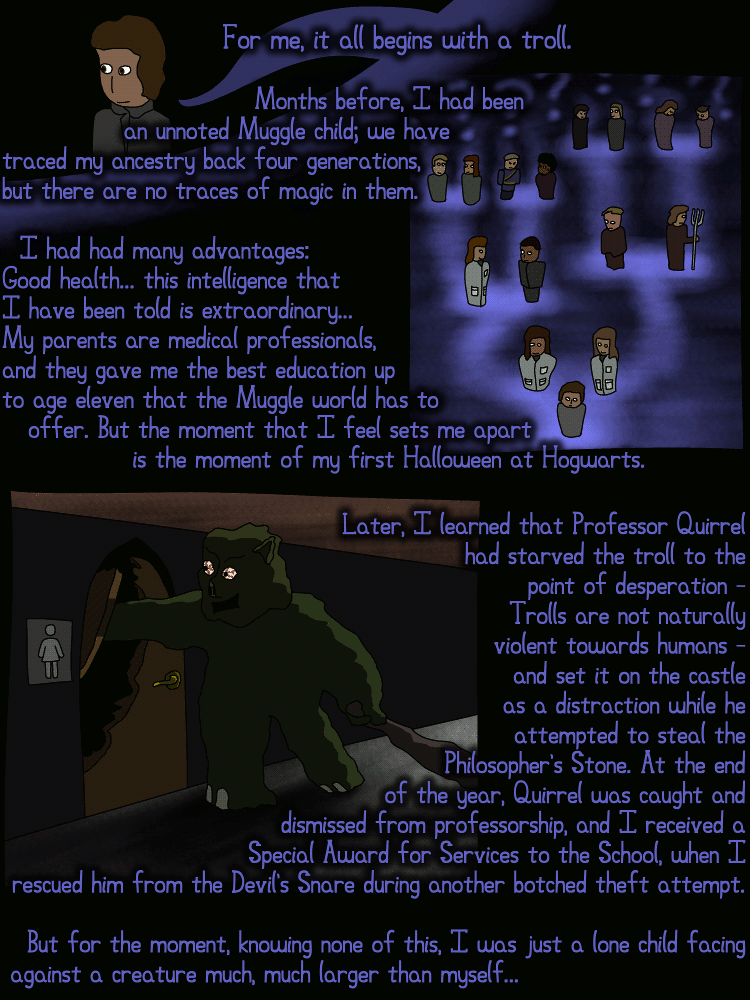 For me, it all begins with a troll.
Months before, I had been
an unnoted Muggle child; we have
traced my ancestry back four generations,
but there are no traces of magic in them.
I had had many advantages:
Good health... this intelligence that
I have been told is extraordinary...
My parents are medical professionals,
and they gave me the best education up
to age eleven that the Muggle world has to
offer. But the moment that I feel sets me apart
is the moment of my first Halloween at Hogwarts.
Later, I learned that Professor Quirrel
had starved the troll to the
point of desperation -
Trolls are not naturally
violent towards humans -
and set it on the castle
as a distraction while he
attempted to steal the
Philosopher's Stone. At the end
of the year, Quirrel was caught and
dismissed from professorship, and I received a
Special Award for Services to the School, when I
rescued him from the Devil's Snare during another botched theft attempt.
But for the moment, knowing none of this, I was just a lone child facing
against a creature much, much larger than myself...